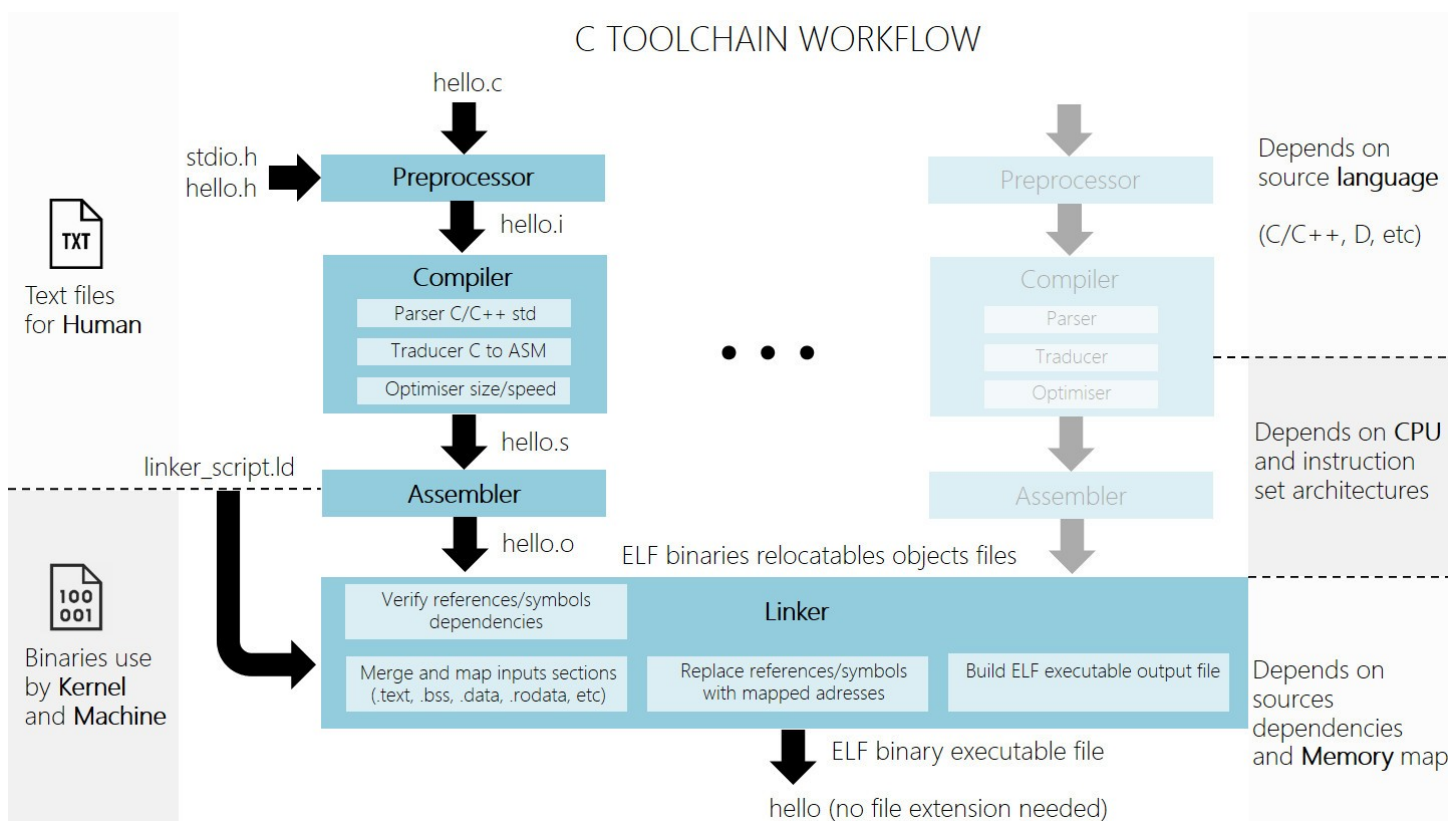 C TOOLCHAIN WORKFLOW
hello.c
stdio.h
hello.h
Preprocessor
hello.i
Compiler
Parser C/C++ std
Traducer C to ASM
Optimiser size/speed
hello.s
linker_script.ld
Assembler
hello.o
ELF binaries relocatables objects files
Linker
Verify references/symbols
dependencies
Merge and map inputs sections
(.text, .bss, .data, .rodata, etc)
Replace references/symbols
with mapped adresses
Build ELF executable output file
ELF binary executable file
hello (no file extension needed)
Preprocessor
Compiler
Parser
Traducer
Optimiser
Assembler
TXT
Text files
for Human
100
001
Binaries use
by Kernel
and Machine
Depends on
source language
(C/C++, D, etc)
Depends on CPU
and instruction
set architectures
Depends on
sources
dependencies
and Memory map